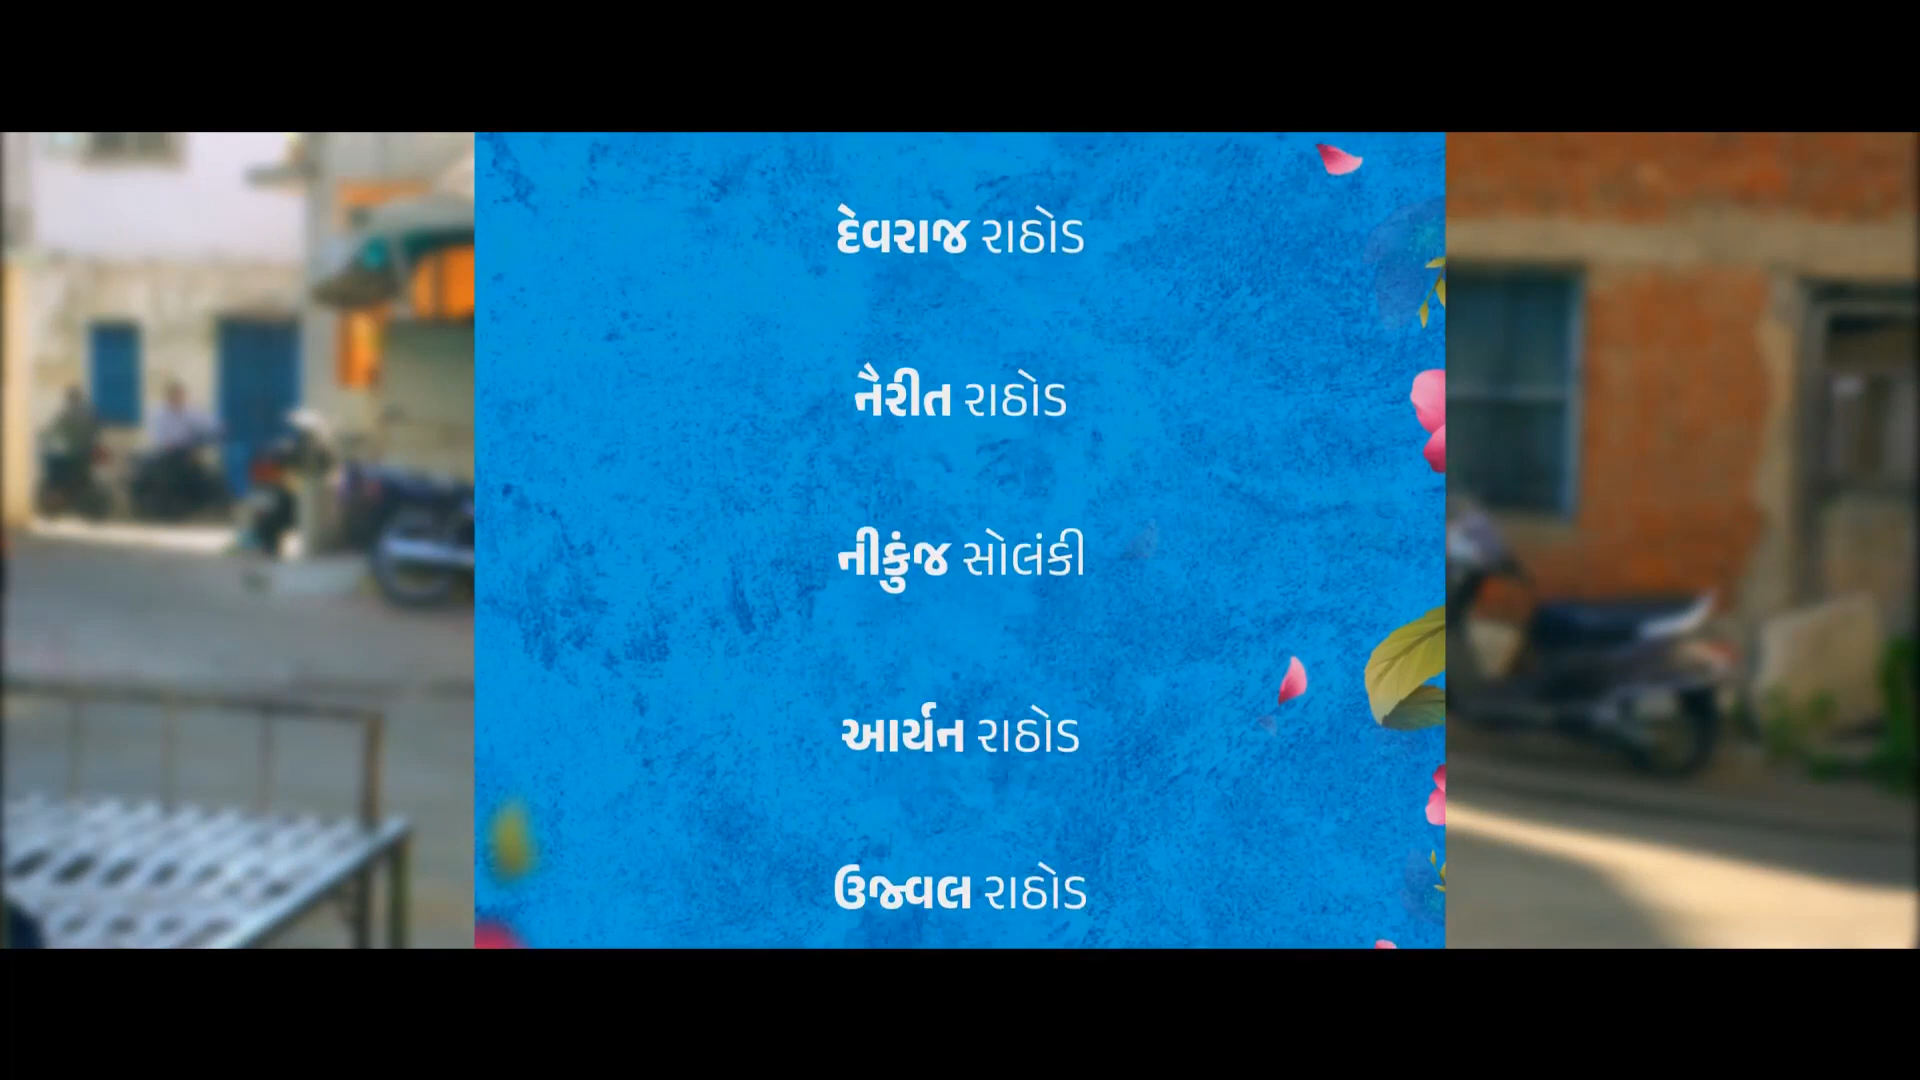 દેવરાજ રાઠોડ
નૈરીત રાઠોડ
નીકુંજ સોલંકી
આર્યન રાઠોડ
ઉજ્વલ રાઠોડ